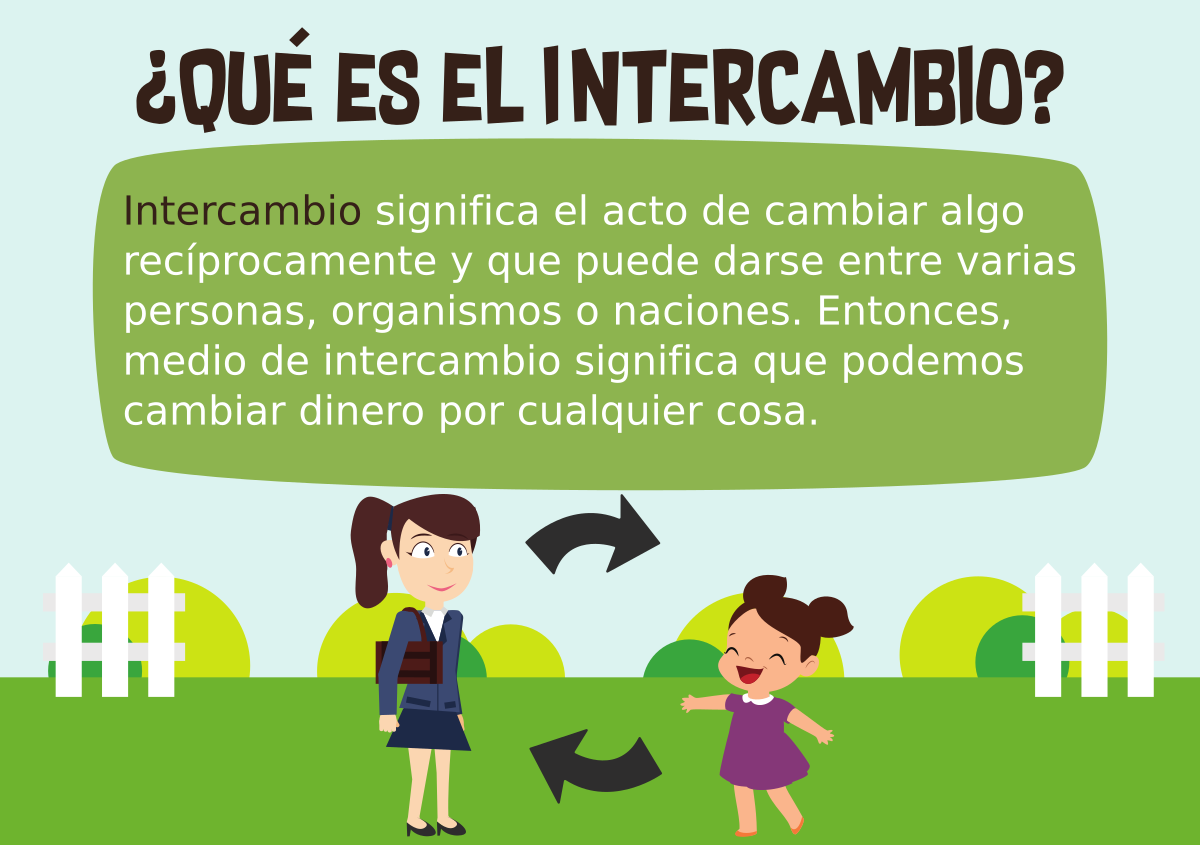 ¿QUÉ ES EL INTERCAMBIO?
Intercambio significa el acto de cambiar algo
recíprocamente y que puede darse entre varias
personas, organismos o naciones. Entonces,
medio de intercambio significa que podemos
cambiar dinero por cualquier cosa.